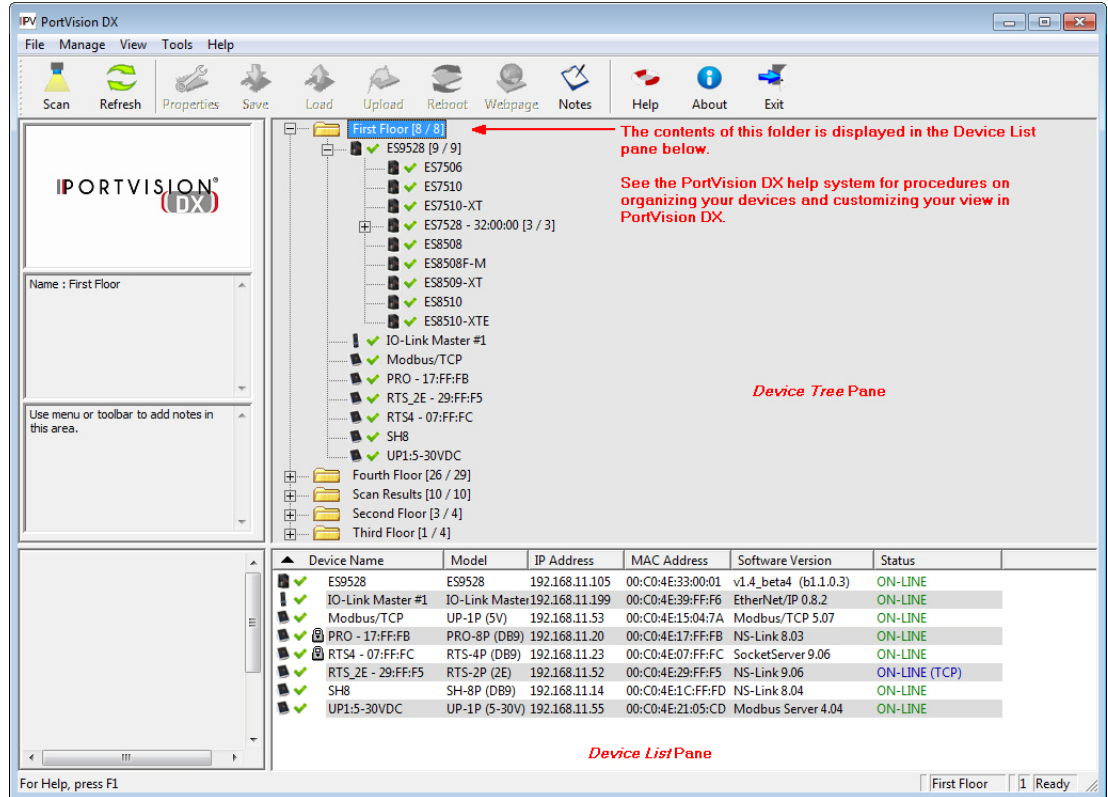 IPV PortVision DX
File Manage View Tools Help
Scan Refresh Properties Save Load Upload Reboot Webpage Notes Help About Exit
PORTVISION®
DX
Name : First Floor
Use menu or toolbar to add notes in
this area.
First Floor [8 / 8]
ES9528 [9 / 9]
ES7506
ES7510
ES7510-XT
ES7528 - 32:00:00 [3 / 3]
ES8508
ES8508F-M
ES8509-XT
ES8510
ES8510-XTE
IO-Link Master #1
Modbus/TCP
PRO - 17:FF:FB
RTS_2E - 29:FF:F5
RTS4 - 07:FF:FC
SH8
UP1:5-30VDC
Fourth Floor [26 / 29]
Scan Results [10 / 10]
Second Floor [3 / 4]
Third Floor [1 / 4]
The contents of this folder is displayed in the Device List
pane below.
See the PortVision DX help system for procedures on
organizing your devices and customizing your view in
PortVision DX.
Device Tree Pane
Device Name Model IP Address MAC Address Software Version Status
ES9528 ES9528 192.168.11.105 00:C0:4E:33:00:01 v1.4_beta4 (b1.1.0.3) ON-LINE
IO-Link Master #1 IO-Link Master 192.168.11.199 00:C0:4E:39:FF:F6 EtherNet/IP 0.8.2 ON-LINE
Modbus/TCP UP-1P (5V) 192.168.11.53 00:C0:4E:15:04:7A Modbus/TCP 5.07 ON-LINE
PRO - 17:FF:FB PRO-8P (DB9) 192.168.11.20 00:C0:4E:17:FF:FB NS-Link 8.03 ON-LINE
RTS4 - 07:FF:FC RTS-4P (DB9) 192.168.11.23 00:C0:4E:07:FF:FC SocketServer 9.06 ON-LINE
RTS_2E - 29:FF:F5 RTS-2P (2E) 192.168.11.52 00:C0:4E:29:FF:F5 NS-Link 9.06 ON-LINE (TCP)
SH8 SH-8P (DB9) 192.168.11.14 00:C0:4E:1C:FF:FD NS-Link 8.04 ON-LINE
UP1:5-30VDC UP-1P (5-30V) 192.168.11.55 00:C0:4E:21:05:CD Modbus Server 4.04 ON-LINE
Device List Pane
For Help, press F1
First Floor 1 Ready